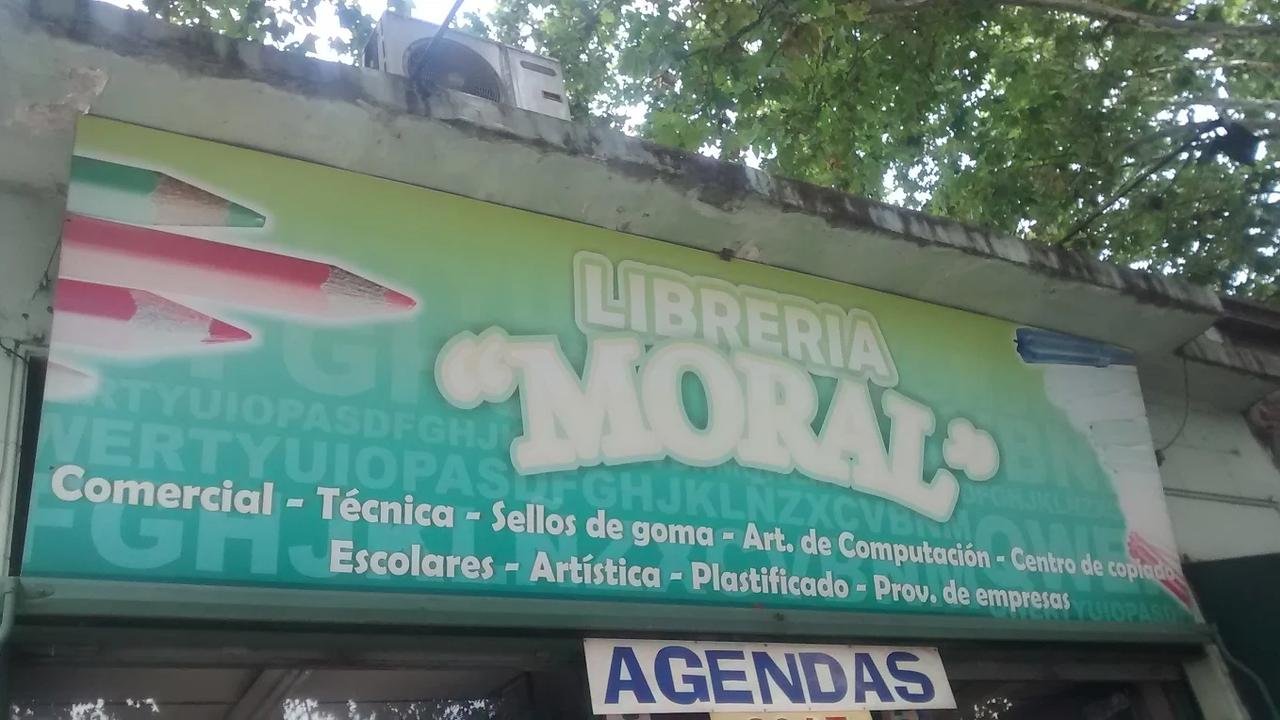 LIBRERIA
"MORAL"
Comercial - Técnica - Sellos de goma - Art. de Computación - Centro de copiado
Escolares - Artística - Plastificado - Prov. de empresas
AGENDAS